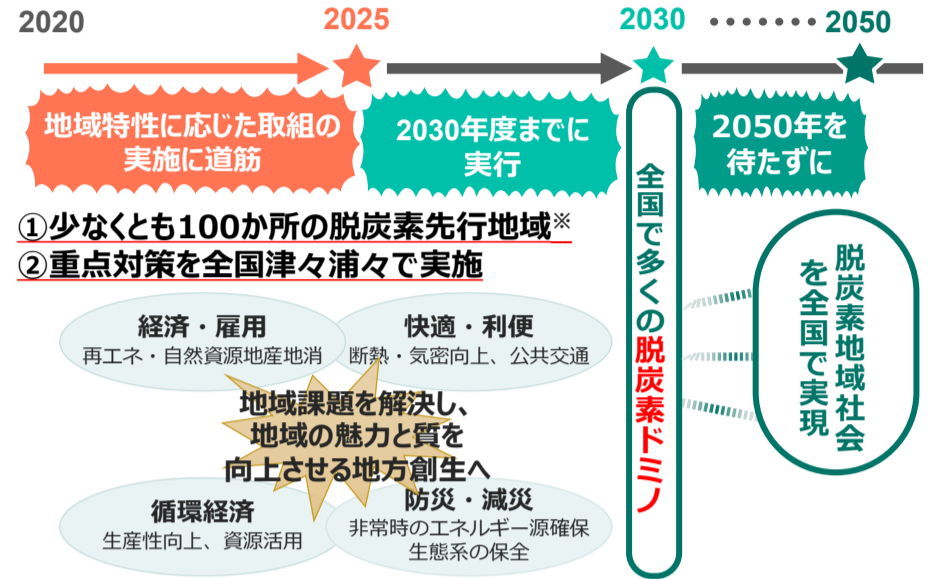 2020
2025
2030
2050
地域特性に応じた取組の
実施に道筋
2030年度までに
実行
2050年を
待たずに
①少なくとも100か所の脱炭素先行地域※
②重点対策を全国津々浦々で実施
経済・雇用
再エネ・自然資源地産地消
快適・利便
断熱・気密向上、公共交通
地域課題を解決し、
地域の魅力と質を
向上させる地方創生へ
循環経済
生産性向上、資源活用
防災・減災
非常時のエネルギー源確保
生態系の保全
全国で多くの脱炭素ドミノ
脱炭素地域社会
を全国で実現